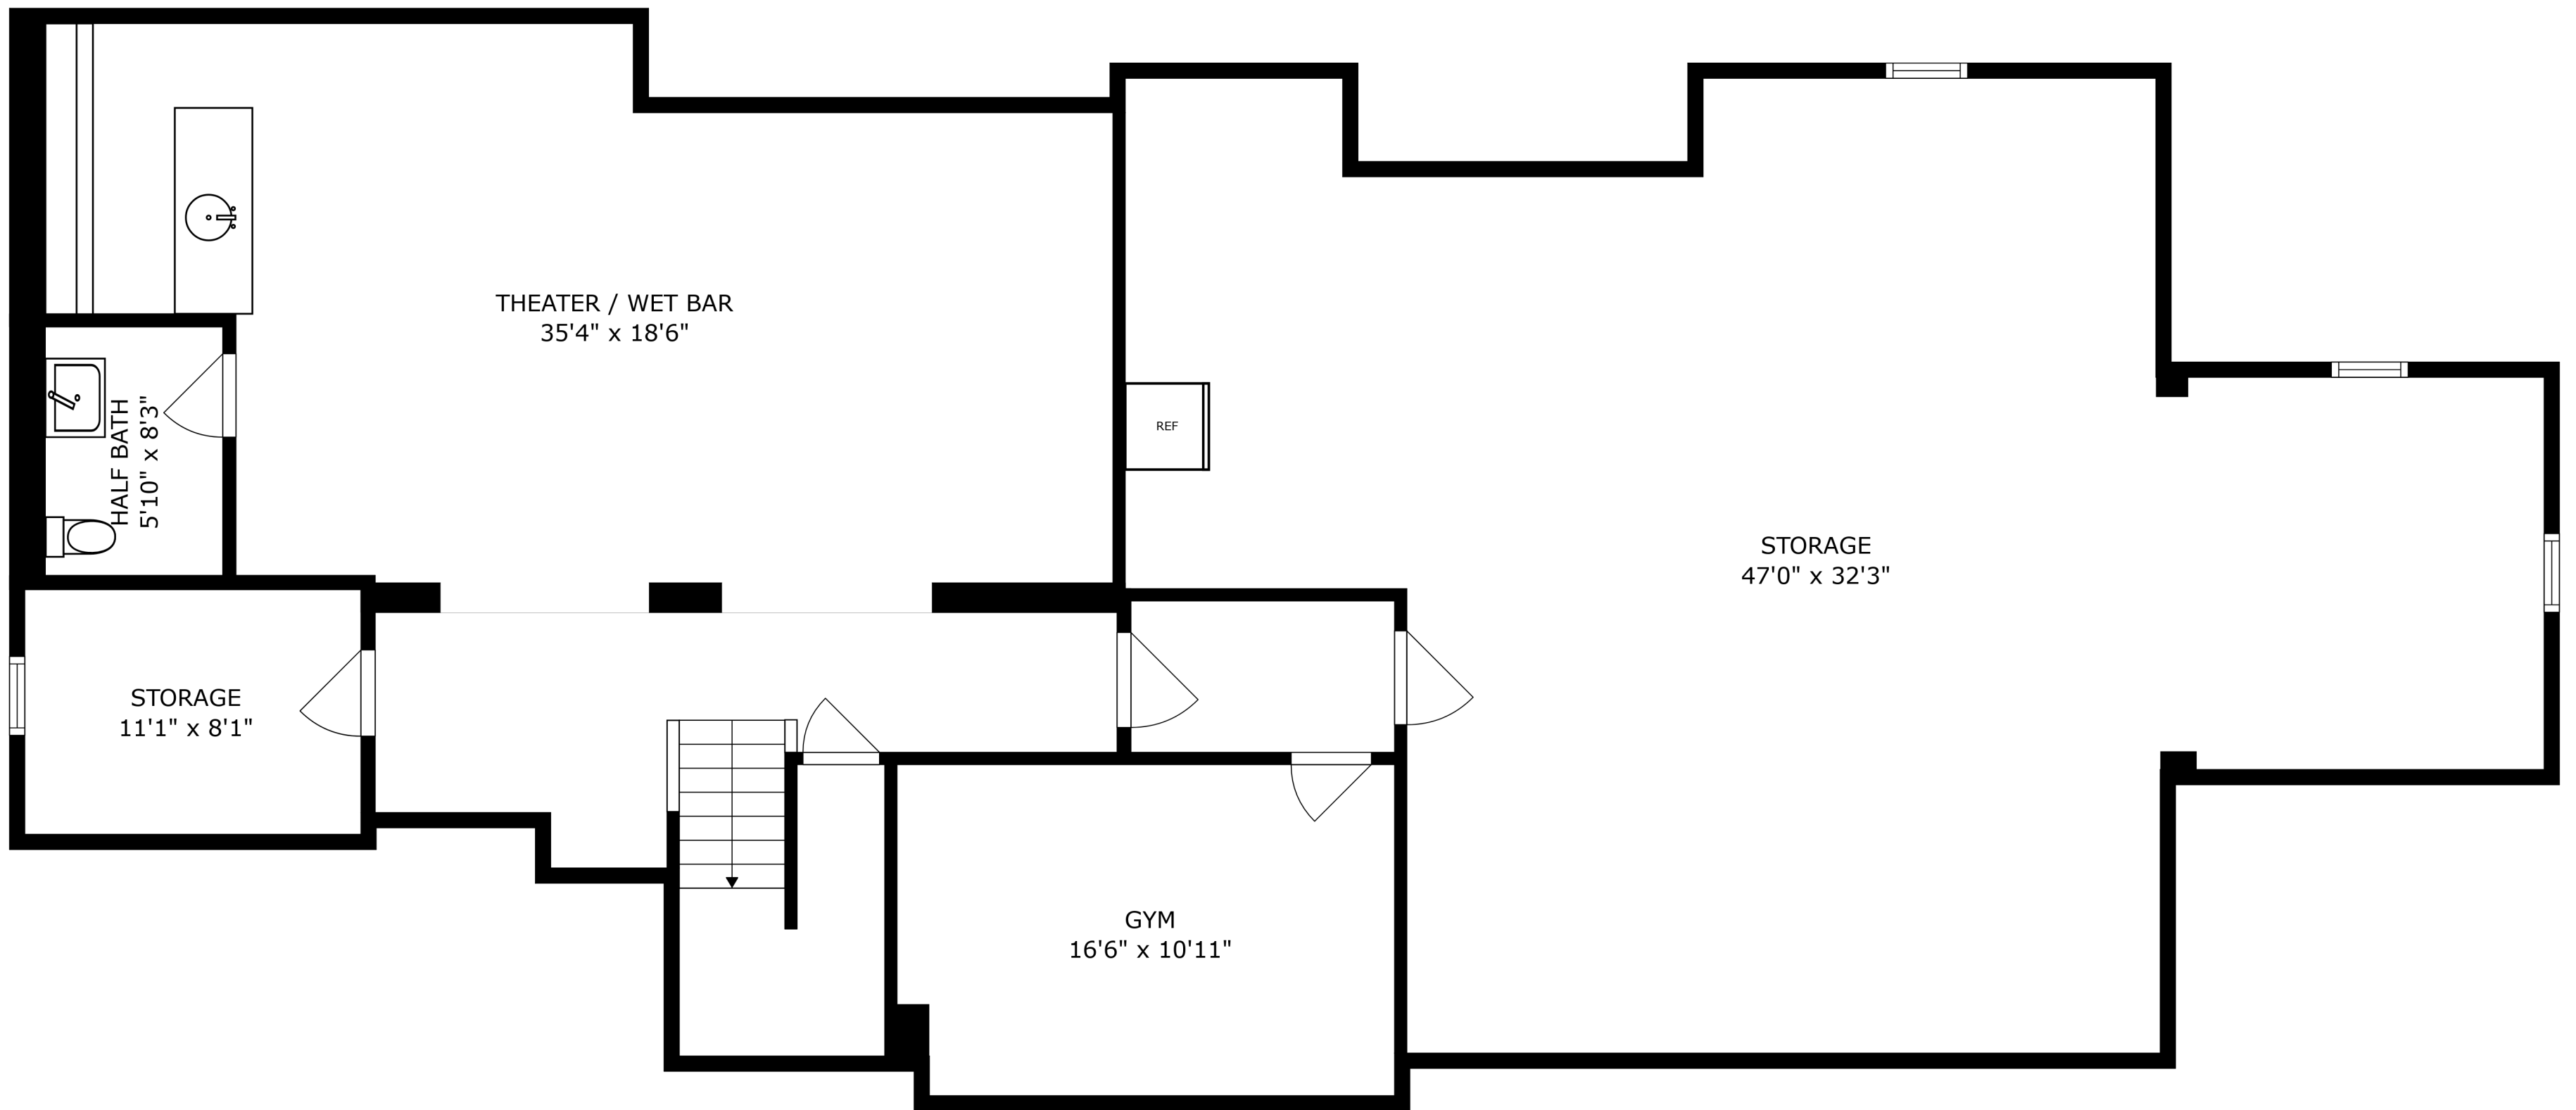 THEATER / WET BAR
35'4" x 18'6"
HALF BATH
5'10" x 8'3"
REF
STORAGE
47'0" x 32'3"
STORAGE
11'1" x 8'1"
GYM
16'6" x 10'11"